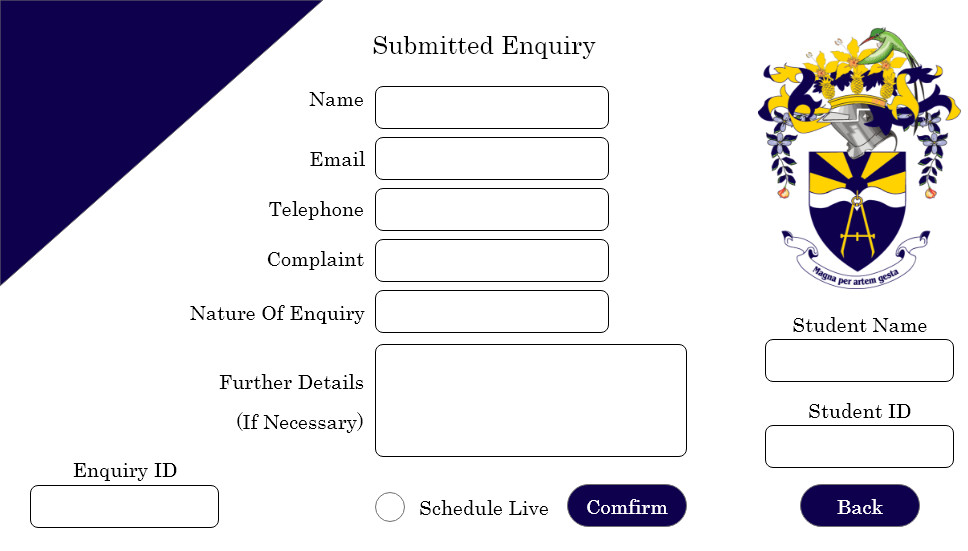 Submitted Enquiry
Name
Email
Telephone
Complaint
Nature Of Enquiry
Further Details
(If Necessary)
Enquiry ID
Schedule Live
Comfirm
Magna per artem gesta
Student Name
Student ID
Back